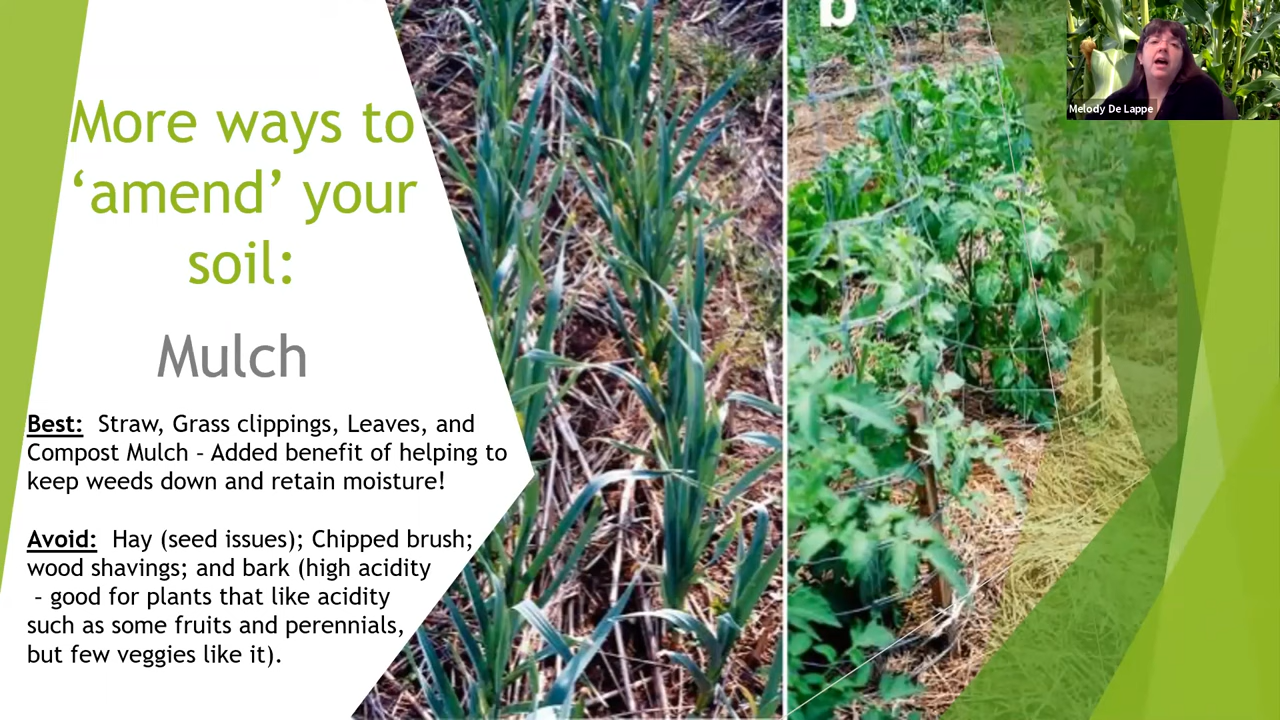 More ways to
‘amend’ your
soil:
Mulch
Best: Straw, Grass clippings, Leaves, and
Compost Mulch – Added benefit of helping to
keep weeds down and retain moisture!
Avoid: Hay (seed issues); Chipped brush;
wood shavings; and bark (high acidity
– good for plants that like acidity
such as some fruits and perennials,
but few veggies like it).
b
Melody De Lappe